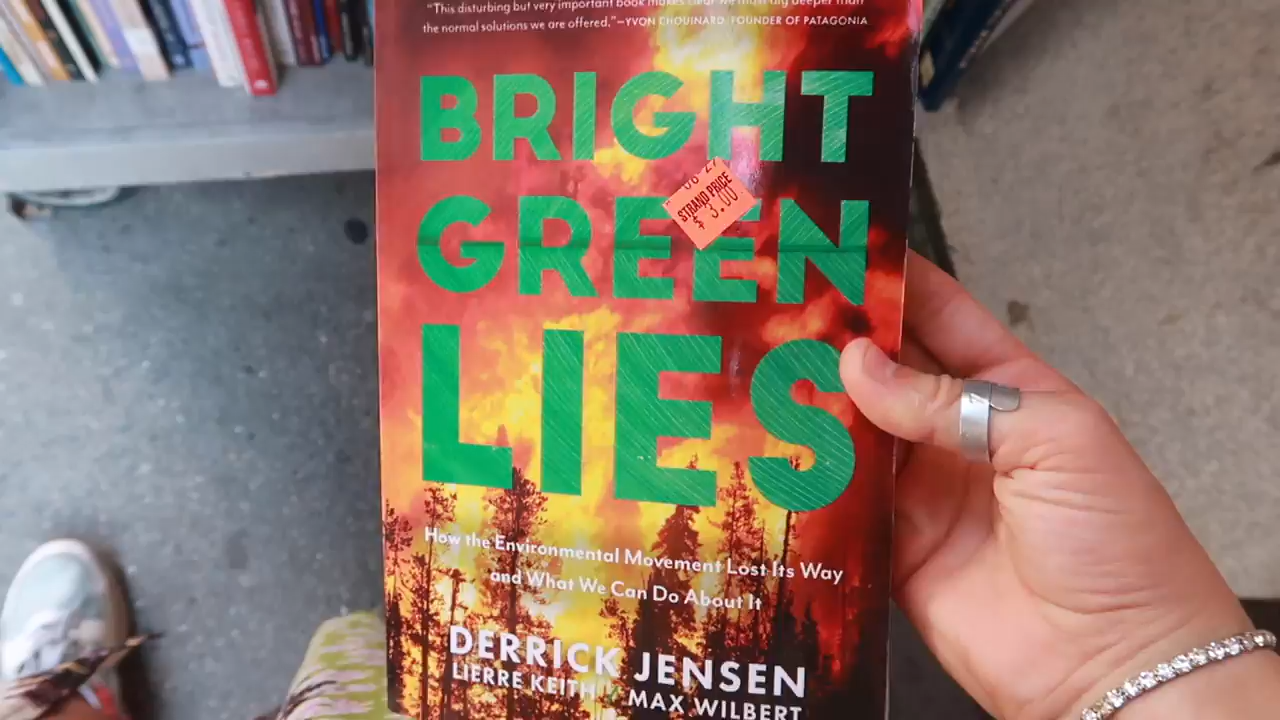 "This disturbing but very important book makes clear we must dig deeper than
the normal solutions we are offered."—YVON CHOUINARD, FOUNDER OF PATAGONIA
BRIGHT
GREEN
LIES
STRAND PRICE
$ 3.00
How the Environmental Movement Lost Its Way
and What We Can Do About It
DERRICK JENSEN
LIERRE KEITH
MAX WILBERT